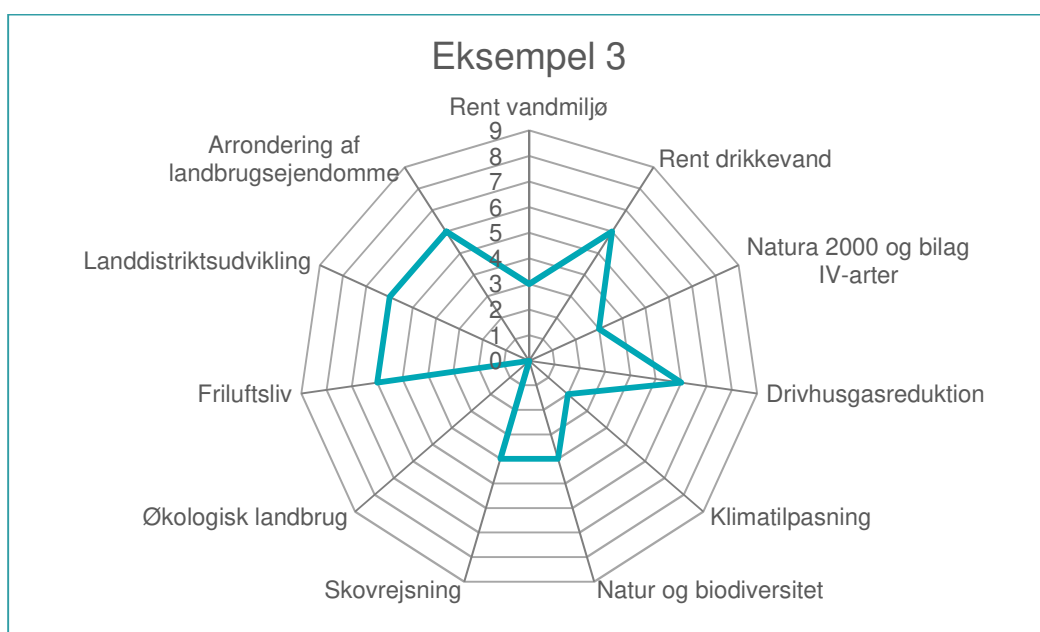 Eksempel 3
Rent vandmiljø
Rent drikkevand
Natura 2000 og bilag
IV-arter
Drivhusgasreduktion
Klimatilpasning
Natur og biodiversitet
Skovrejsning
Økologisk landbrug
Friluftsliv
Landdistriktsudvikling
Arrondering af
landbrugsejendomme
9
8
7
6
5
4
3
2
1
0